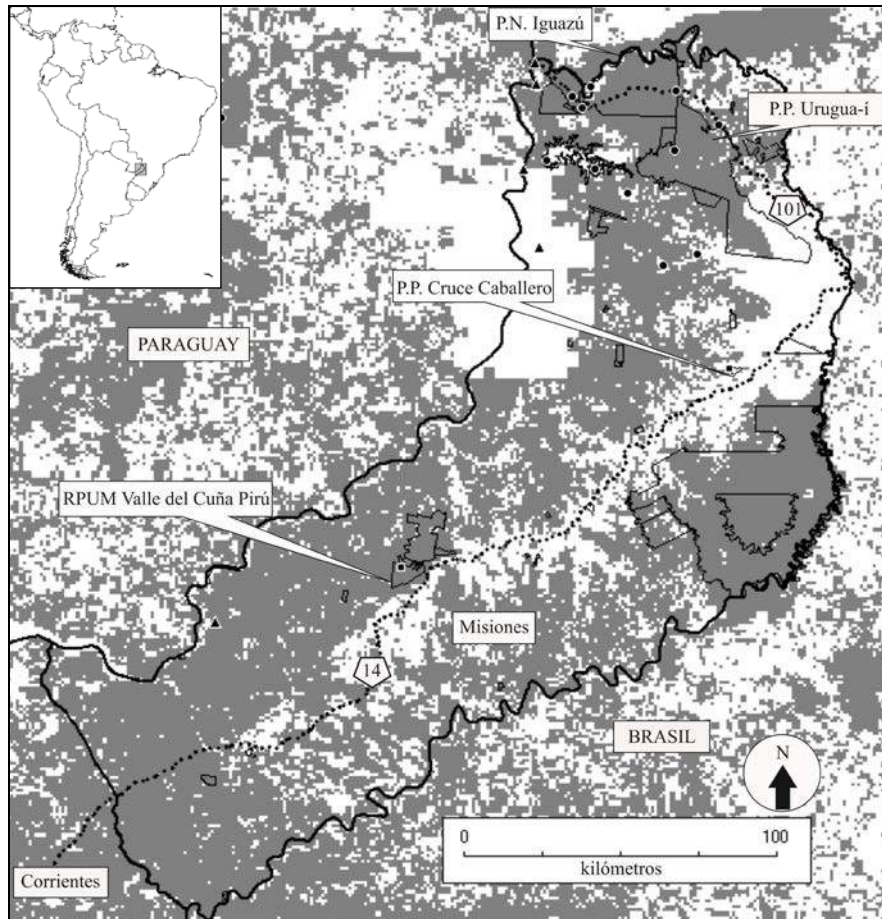 P.N. Iguazú
P.P. Urugua-í
101
P.P. Cruce Caballero
PARAGUAY
RPUM Valle del Cuña Pirú
Misiones
14
BRASIL
N
0 100
kilómetros
Corrientes